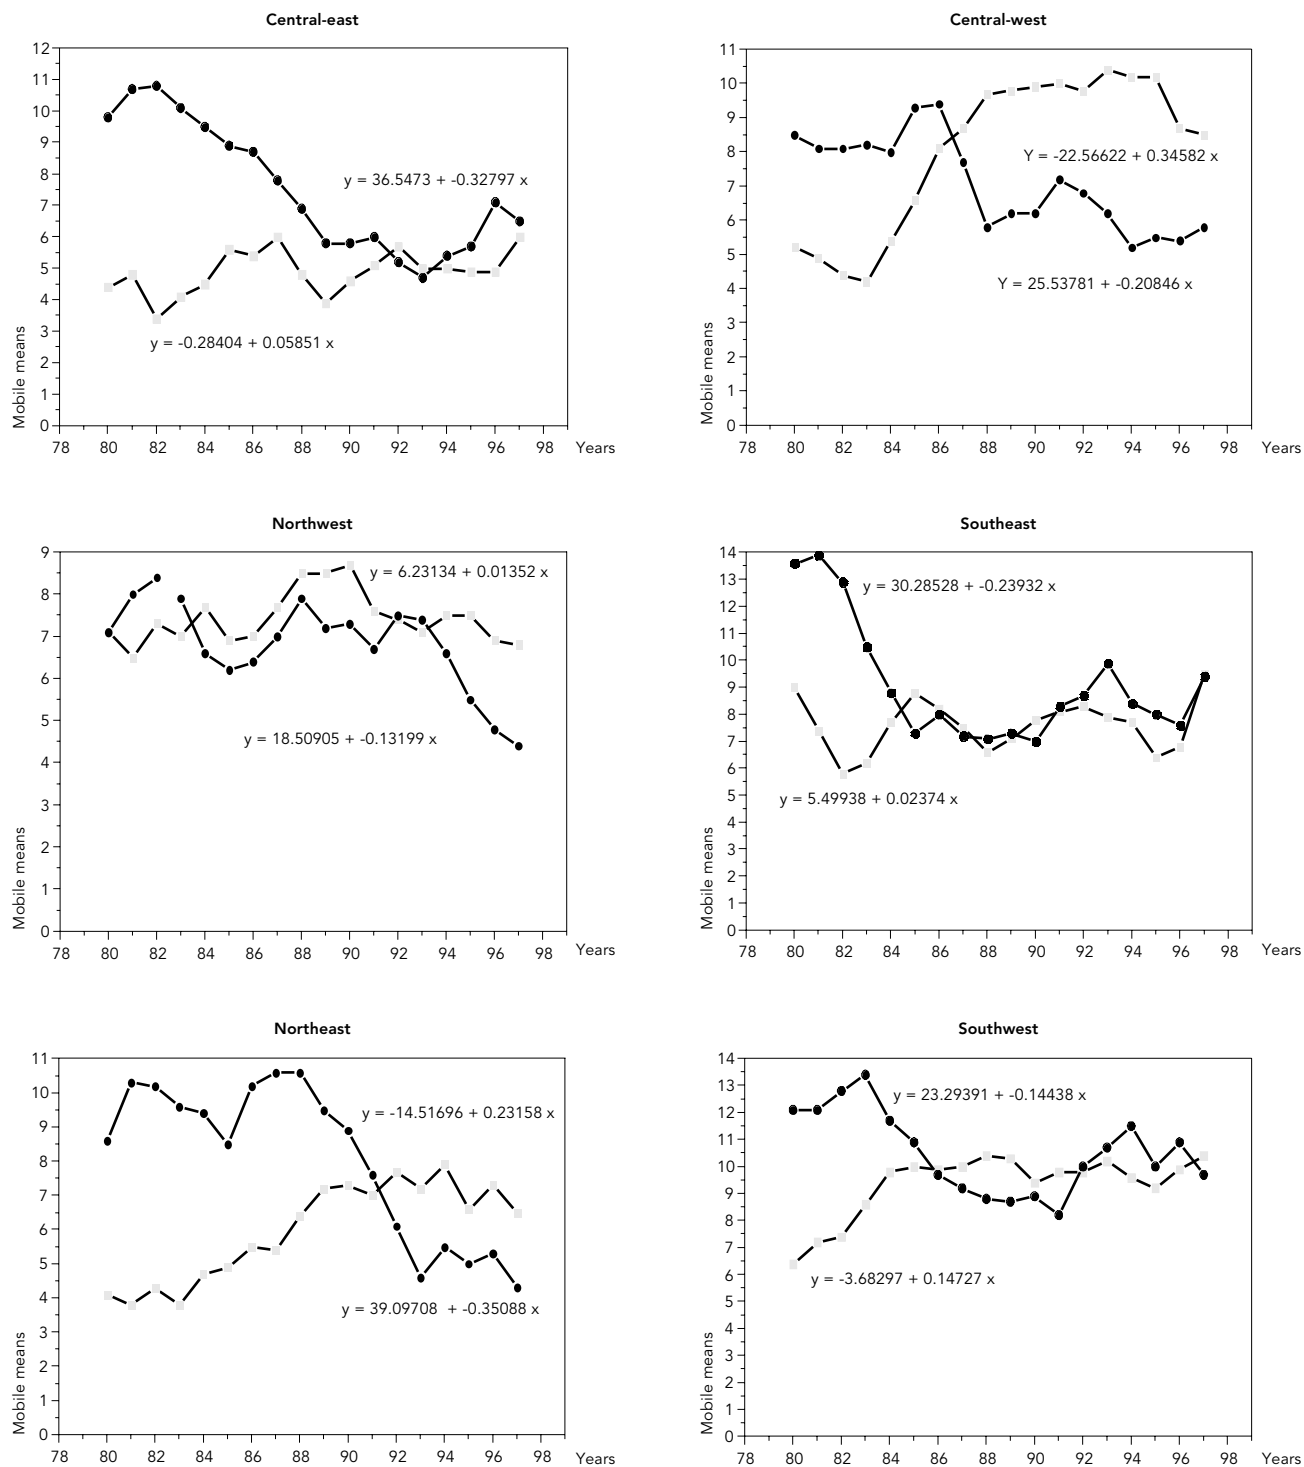 Central-east
12
11
10
9
8
7
6
5
4
3
2
1
0
Mobile means
y = 36.5473 + -0.32797 x
y = -0.28404 + 0.05851 x
78 80 82 84 86 88 90 92 94 96 98 Years
Central-west
11
10
9
8
7
6
5
4
3
2
1
0
Mobile means
Y = -22.56622 + 0.34582 x
Y = 25.53781 + -0.20846 x
78 80 82 84 86 88 90 92 94 96 98 Years
Northwest
9
8
7
6
5
4
3
2
1
0
Mobile means
y = 6.23134 + 0.01352 x
y = 18.50905 + -0.13199 x
78 80 82 84 86 88 90 92 94 96 98 Years
Southeast
14
13
12
11
10
9
8
7
6
5
4
3
2
1
0
Mobile means
y = 30.28528 + -0.23932 x
y = 5.49938 + 0.02374 x
78 80 82 84 86 88 90 92 94 96 98 Years
Northeast
11
10
9
8
7
6
5
4
3
2
1
0
Mobile means
y = -14.51696 + 0.23158 x
y = 39.09708 + -0.35088 x
78 80 82 84 86 88 90 92 94 96 98 Years
Southwest
14
13
12
11
10
9
8
7
6
5
4
3
2
1
0
Mobile means
y = 23.29391 + -0.14438 x
y = -3.68297 + 0.14727 x
78 80 82 84 86 88 90 92 94 96 98 Years